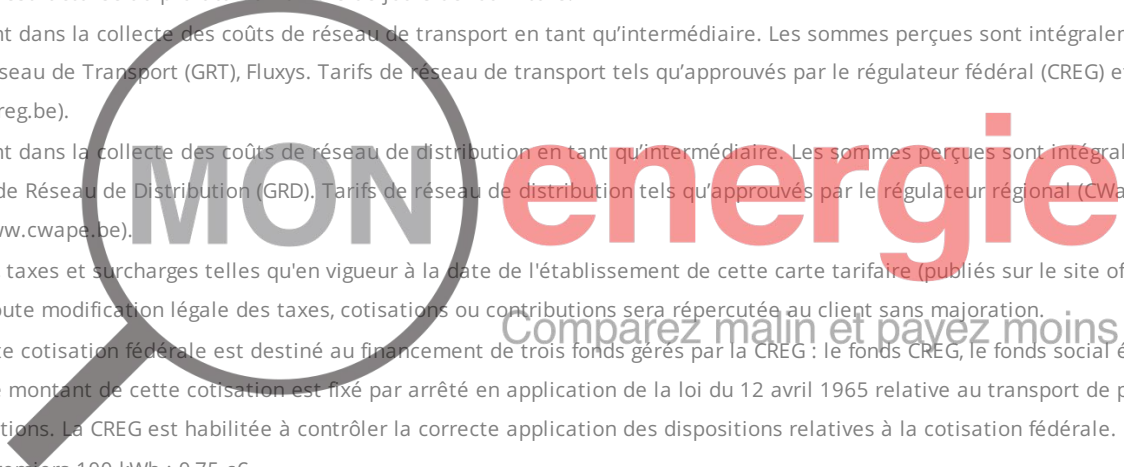 nt dans la collecte des coûts de réseau de transport en tant qu'intermédiaire. Les sommes perçues sont intégraler
seau de Transport (GRT), Fluxys. Tarifs de réseau de transport tels qu'approuvés par le régulateur fédéral (CREG) e
reg.be).
nt dans la collecte des coûts de réseau de distribution en tant qu'intermédiaire. Les sommes perçues sont intégral
de Réseau de Distribution (GRD). Tarifs de réseau de distribution tels qu'approuvés par le régulateur régional (CWa
vw.cwape.be).
MON energie
taxes et surcharges telles qu'en vigueur à la date de l'établissement de cette carte tarifaire (publiés sur le site of
oute modification légale des taxes, cotisations ou contributions sera répercutée au client sans majoration.
Comparez malin et payez moins
te cotisation fédérale est destiné au financement de trois fonds gérés par la CREG : le fonds CREG, le fonds social é
e montant de cette cotisation est fixé par arrêté en application de la loi du 12 avril 1965 relative au transport de p
tions. La CREG est habilitée à contrôler la correcte application des dispositions relatives à la cotisation fédérale.